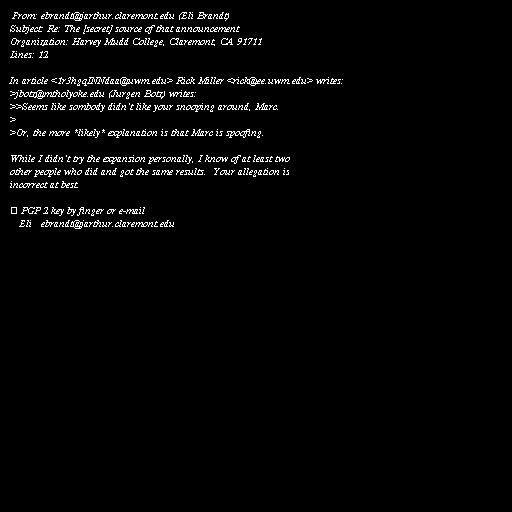 From: ebrandt@jarthur.claremont.edu (Eli Brandt)
Subject: Re: The [secret] source of that announcement
Organization: Harvey Mudd College, Claremont, CA 91711
Lines: 12

In article <1r3hgqINNdaa@uwm.edu> Rick Miller <rick@ee.uwm.edu> writes:
>jbotz@mtholyoke.edu (Jurgen Botz) writes:
>>Seems like sombody didn't like your snooping around, Marc.
>
>Or, the more *likely* explanation is that Marc is spoofing.

While I didn't try the expansion personally, I know of at least two
other people who did and got the same results.  Your allegation is
incorrect at best.

PGP 2 key by finger or e-mail
Eli   ebrandt@jarthur.claremont.edu